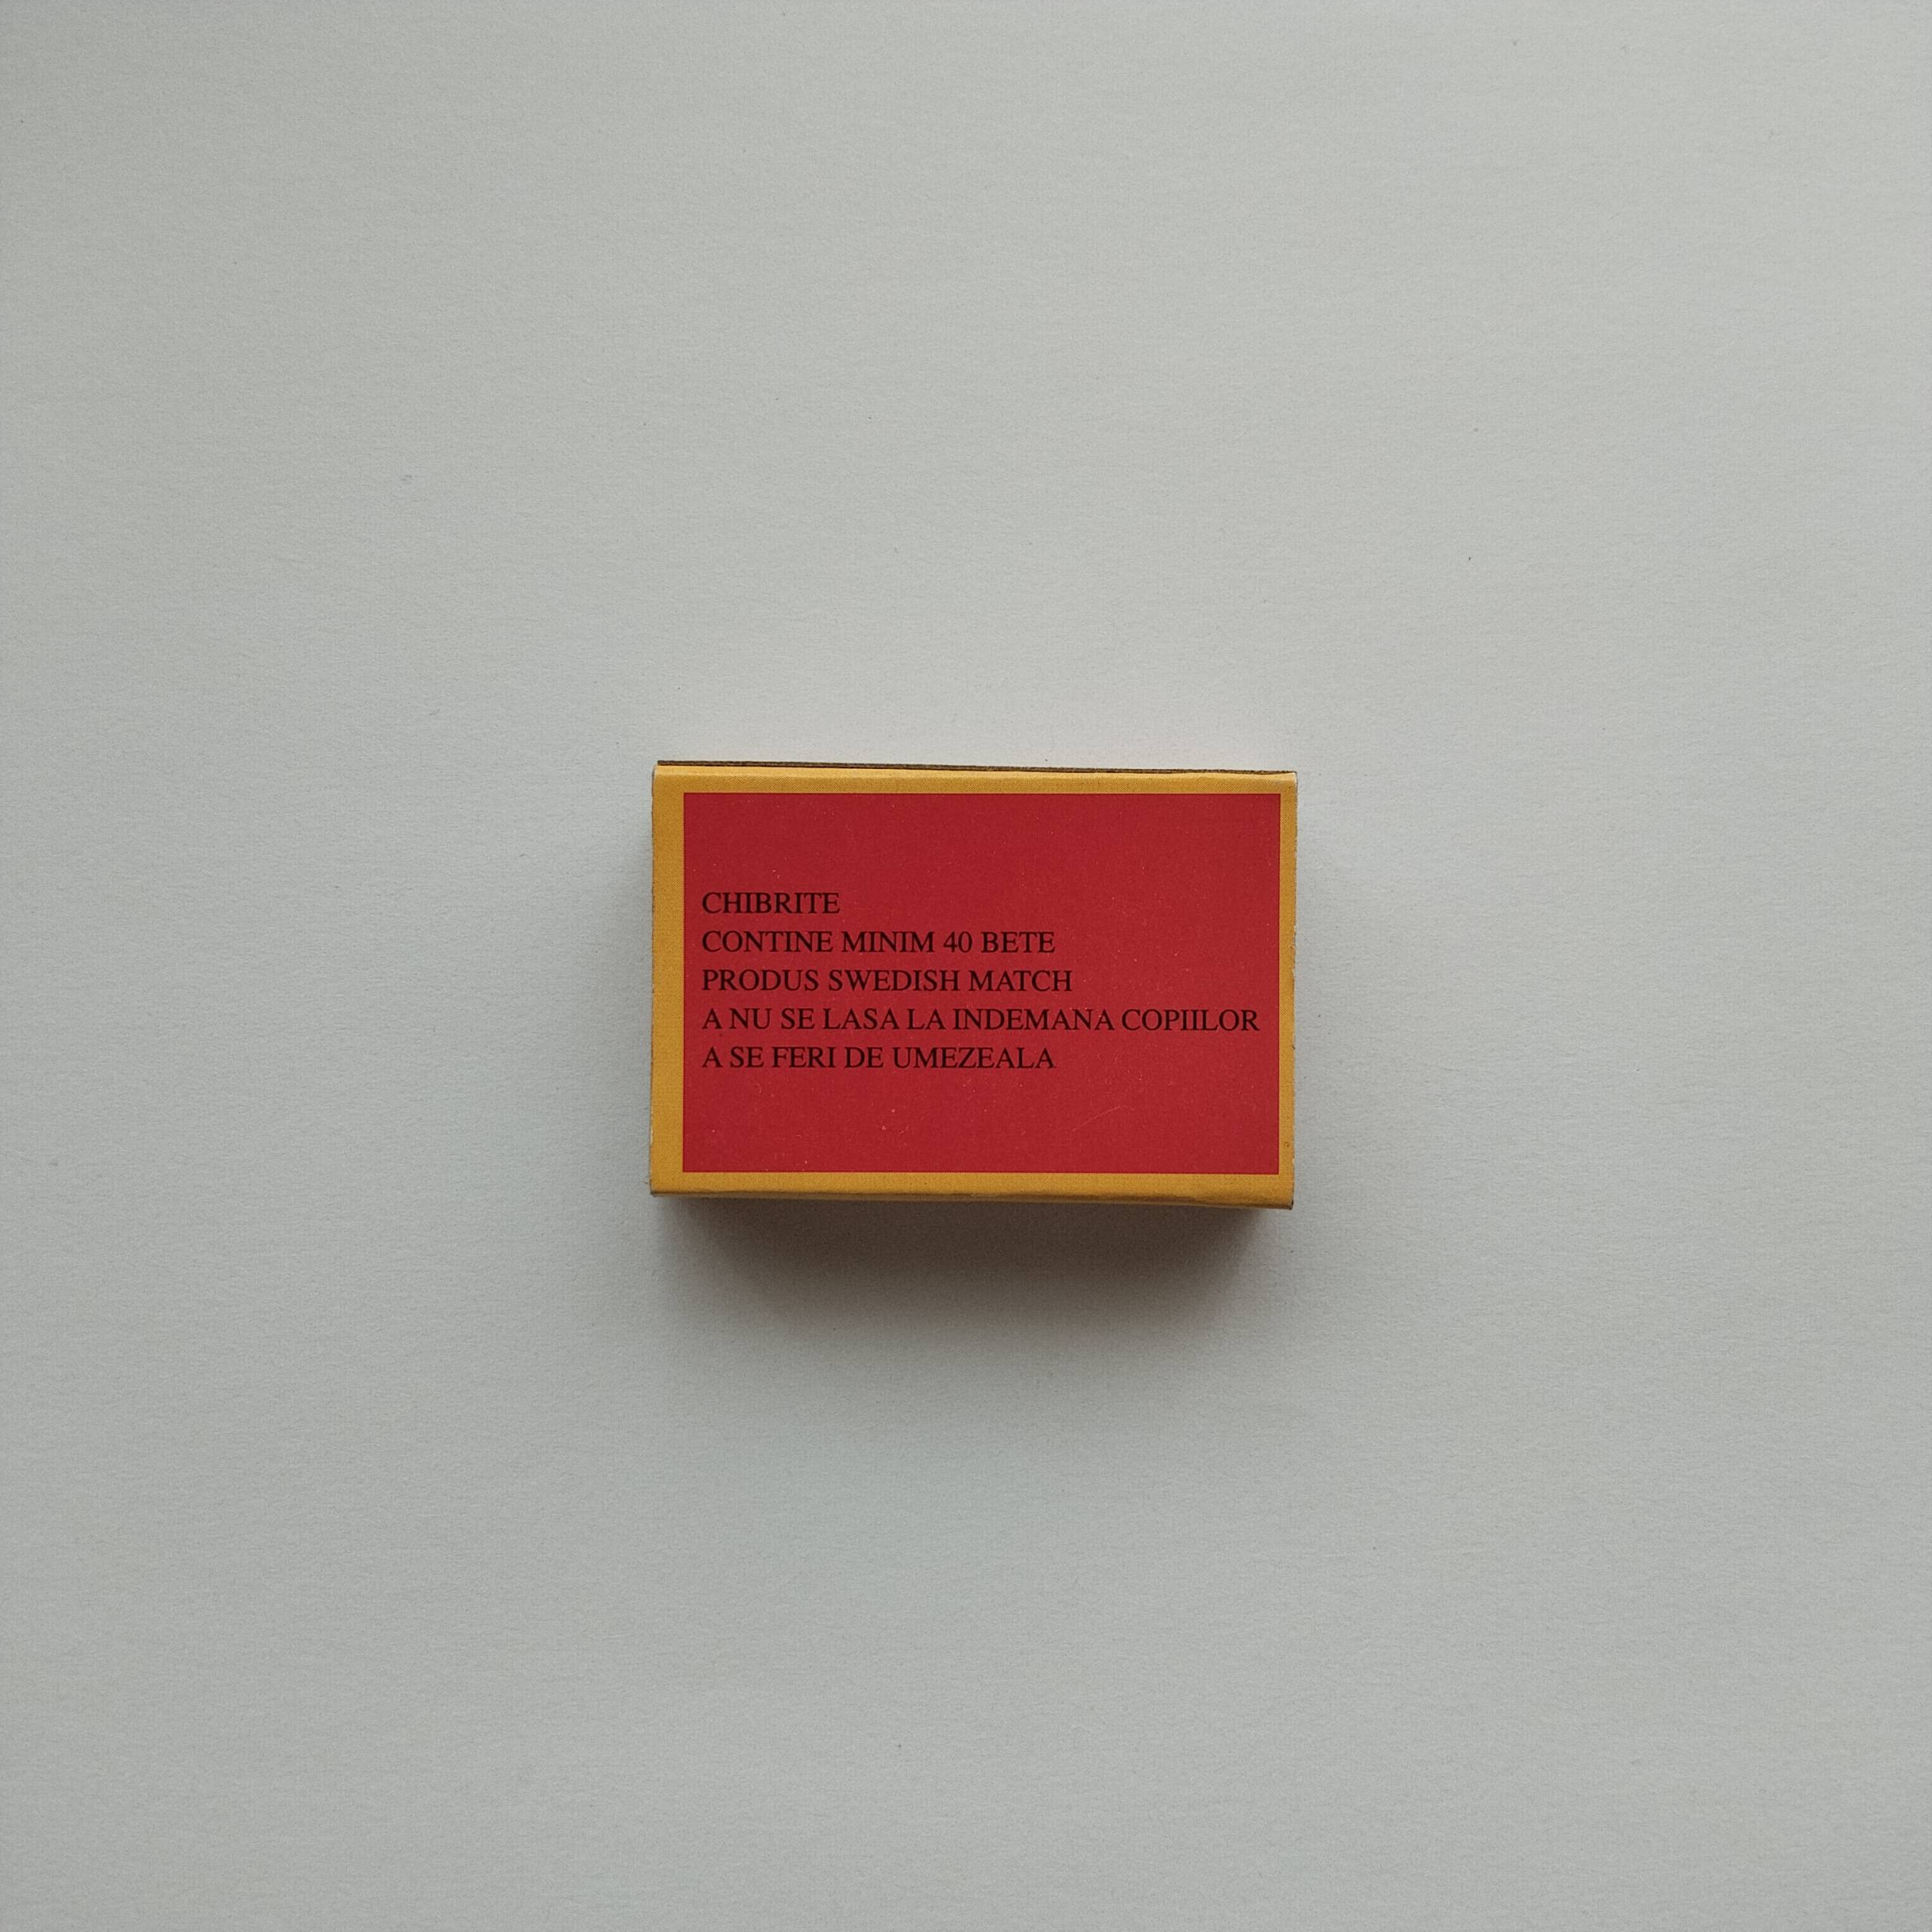 CHIBRITE
CONTINE MINIM 40 BETE
PRODUS SWEDISH MATCH
A NU SE LASA LA INDEMANA COPIILOR
A SE FERI DE UMEZEALA